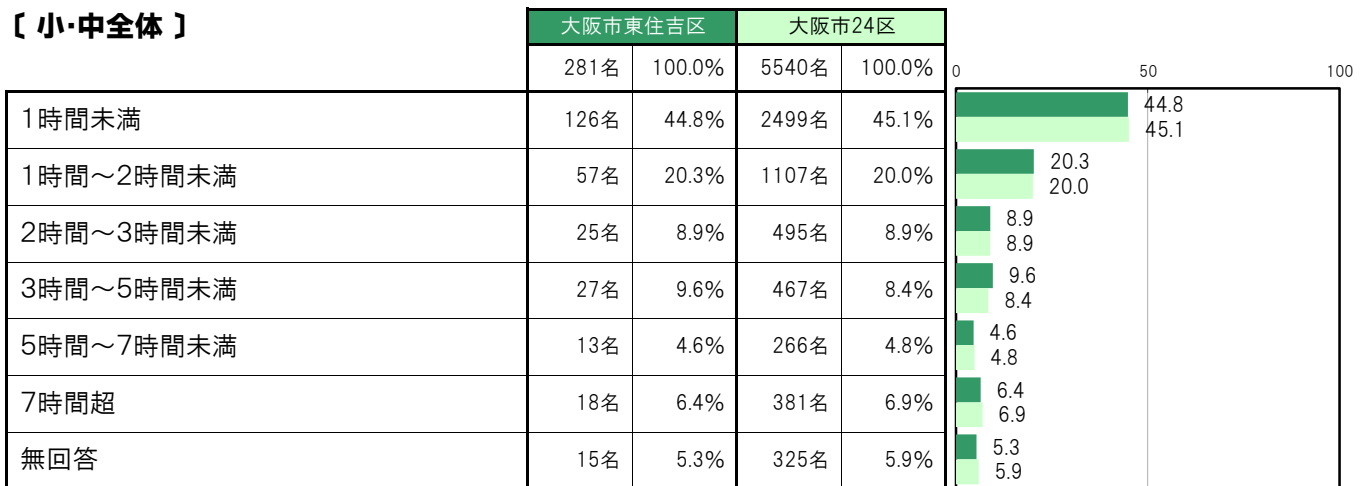 〔 小・中全体 〕
大阪市東住吉区 大阪市24区
281名 100.0% 5540名 100.0% 0 50 100
1時間未満 126名 44.8% 2499名 45.1% 44.8
45.1
1時間～2時間未満 57名 20.3% 1107名 20.0% 20.3
20.0
2時間～3時間未満 25名 8.9% 495名 8.9% 8.9
8.9
3時間～5時間未満 27名 9.6% 467名 8.4% 9.6
8.4
5時間～7時間未満 13名 4.6% 266名 4.8% 4.6
4.8
7時間超 18名 6.4% 381名 6.9% 6.4
6.9
無回答 15名 5.3% 325名 5.9% 5.3
5.9